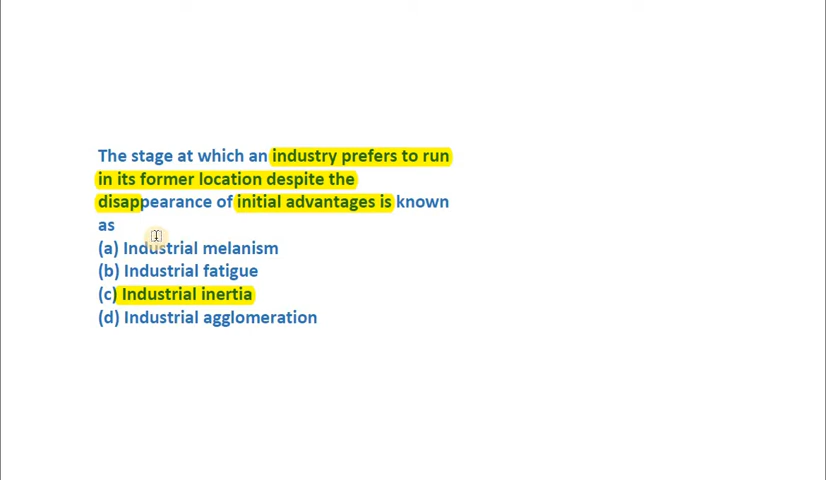 The stage at which an industry prefers to run
in its former location despite the
disappearance of initial advantages is known
as
(a) Industrial melanism
(b) Industrial fatigue
(c) Industrial inertia
(d) Industrial agglomeration